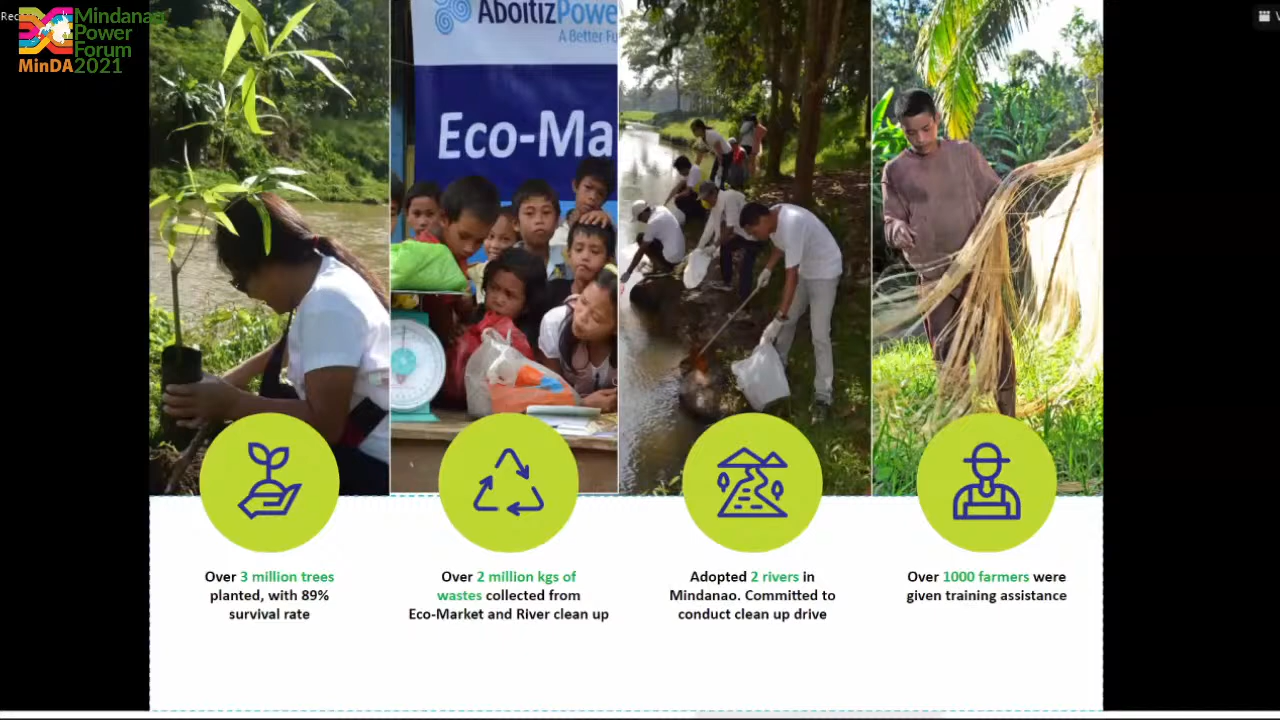 Mindanao
Power
Forum
MinDA 2021
AboitizPowe
A Better Fu
Eco-Ma
Over 3 million trees
planted, with 89%
survival rate
Over 2 million kgs of
wastes collected from
Eco-Market and River clean up
Adopted 2 rivers in
Mindanao. Committed to
conduct clean up drive
Over 1000 farmers were
given training assistance